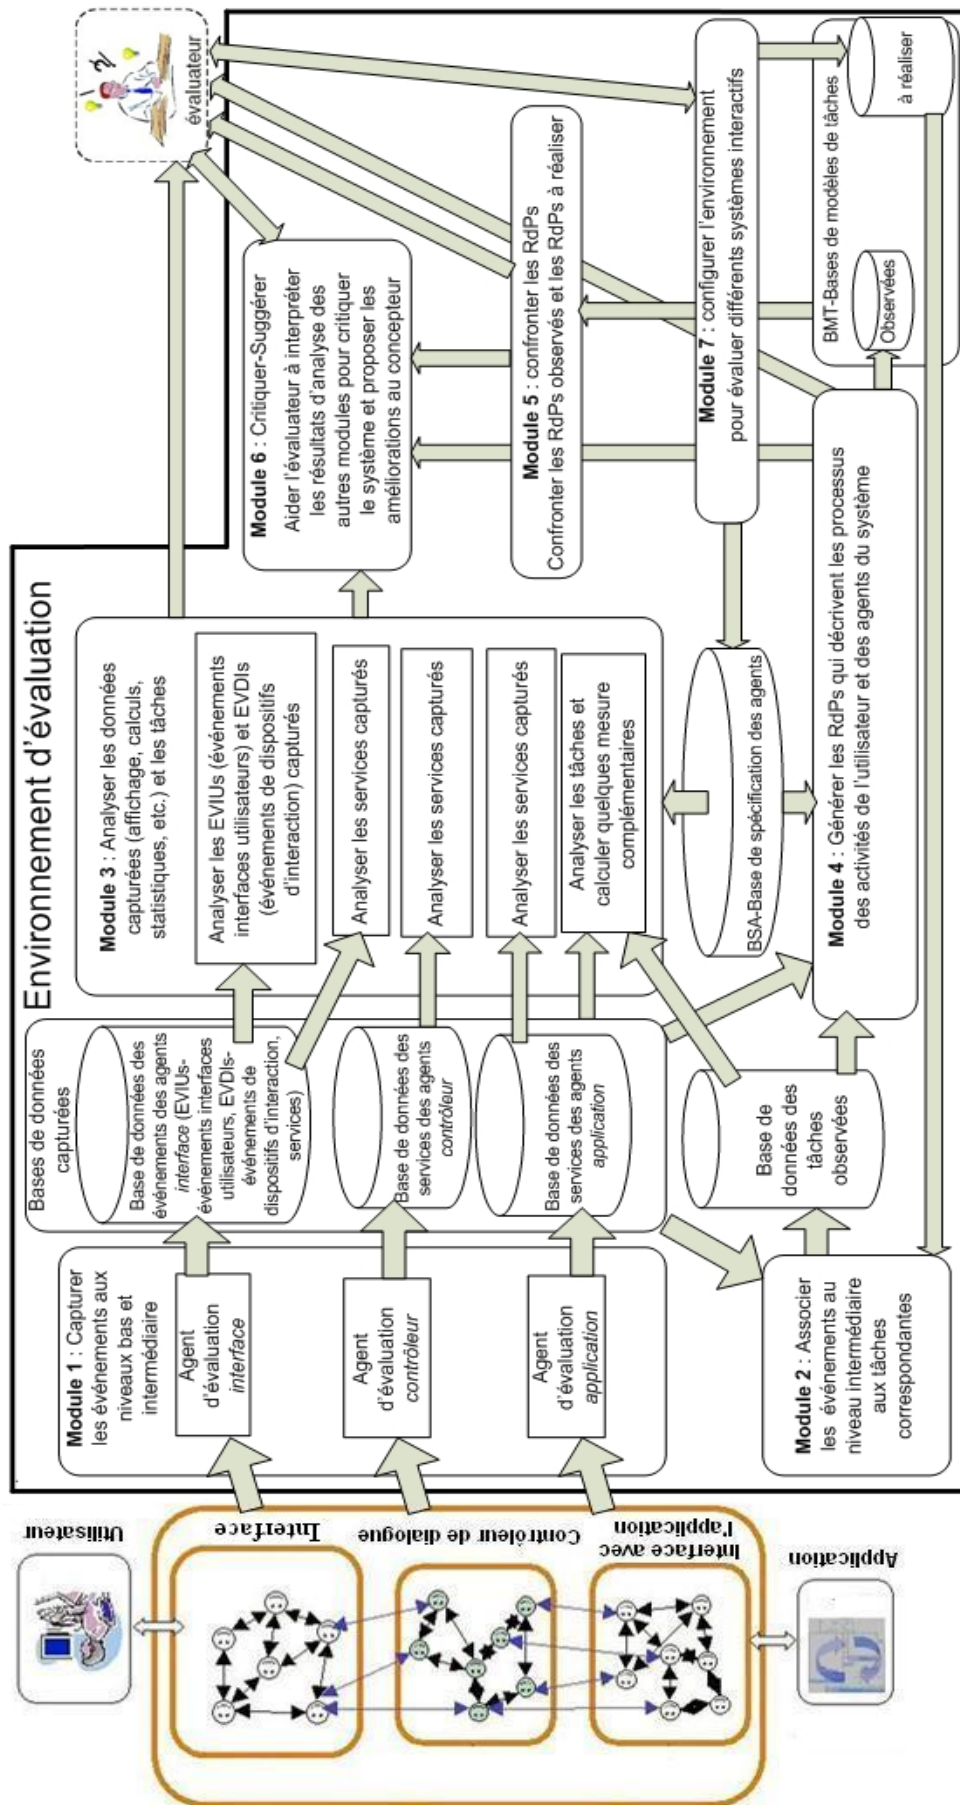 Environnement d'évaluation
Utilisateur
Interface
Contrôleur de dialogue
Interface avec
l'application
Application
Module 1 : Capturer
les événements aux
niveaux bas et
intermédiaire
Agent
d'évaluation
interface
Agent
d'évaluation
contrôleur
Agent
d'évaluation
application
Module 2 : Associer
les événements au
niveau intermédiaire
aux tâches
correspondantes
Bases de données
capturées
Base de données des
événements des agents
interface (EVIUs-
événements interfaces
utilisateurs, EVDIs-
événements de
dispositifs d'interaction,
services)
Base de données des
services des agents
contrôleur
Base de données des
services des agents
application
Base de
données des
tâches
observées
Module 3 : Analyser les données
capturées (affichage, calculs,
statistiques, etc.) et les tâches
Analyser les EVIUs (événements
interfaces utilisateurs) et EVDIs
(événements de dispositifs
d'interaction) capturés
Analyser les services capturés
Analyser les services capturés
Analyser les services capturés
Analyser les tâches et
calculer quelques mesure
complémentaires
BSA-Base de spécification des agents
Module 4 : Générer les RdPs qui décrivent les processus
des activités de l'utilisateur et des agents du système
évaluateur
Module 6 : Critiquer-Suggérer
Aider l'évaluateur à interpréter
les résultats d'analyse des
autres modules pour critiquer
le système et proposer les
améliorations au concepteur
Module 5 : confronter les RdPs
Confronter les RdPs observés et les RdPs à réaliser
Module 7 : configurer l'environnement
pour évaluer différents systèmes interactifs
BMT-Bases de modèles de tâches
Observées
à réaliser